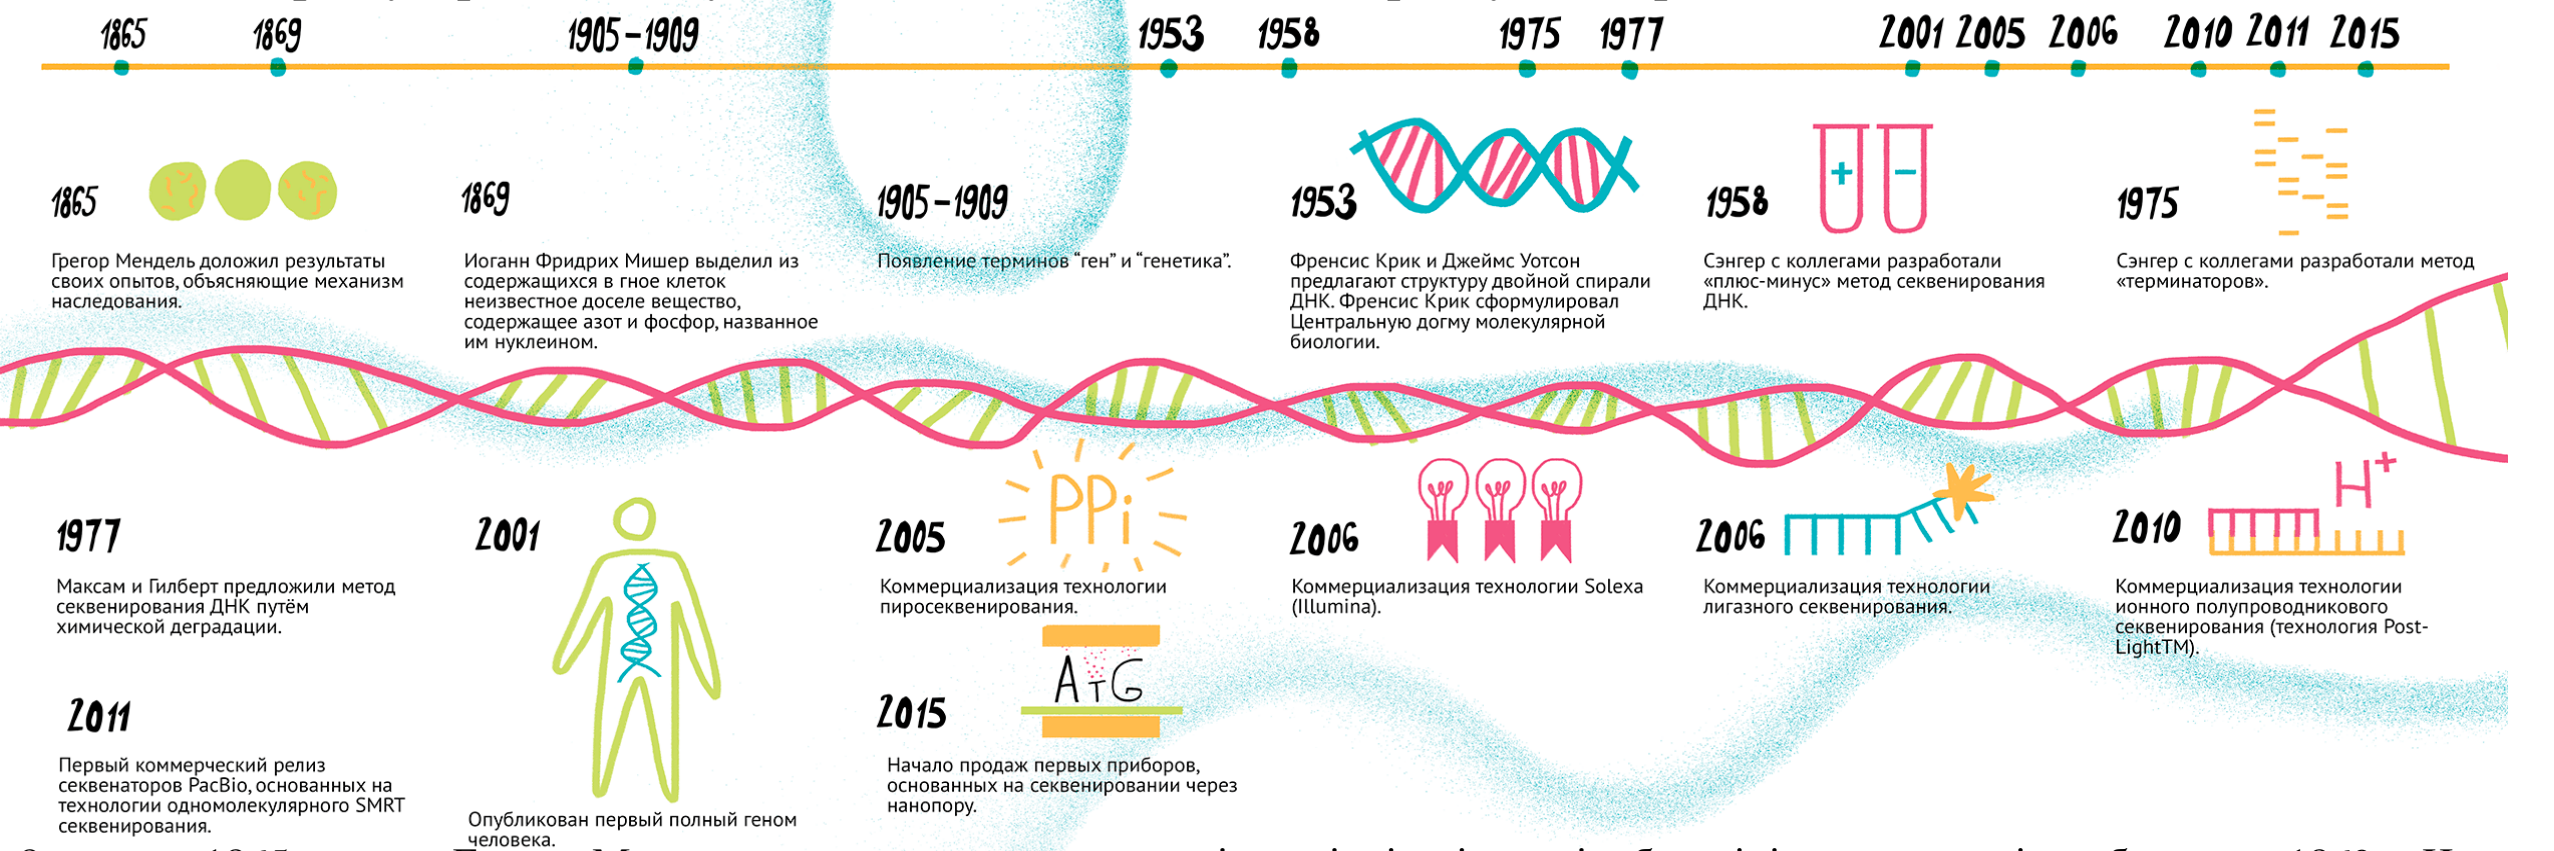 1865 1869 1905-1909 1953 1958 1975 1977 2001 2005 2006 2010 2011 2015
1865
Грегор Мендель доложил результаты
своих опытов, объясняющие механизм
наследования.
1869
Иоганн Фридрих Мишер выделил из
содержащихся в гное клеток
неизвестное доселе вещество,
содержащее азот и фосфор, названное
им нуклеином.
1905-1909
Появление терминов “ген” и “генетика”.
1953
Френсис Крик и Джеймс Уотсон
предлагают структуру двойной спирали
ДНК. Френсис Крик сформулировал
Центральную догму молекулярной
биологии.
1958
+ −
Сэнгер с коллегами разработали
«плюс-минус» метод секвенирования
ДНК.
1975
Сэнгер с коллегами разработали метод
«терминаторов».
1977
Максам и Гилберт предложили метод
секвенирования ДНК путём
химической деградации.
2001
Опубликован первый полный геном
человека.
2005
PPi
Коммерциализация технологии
пиросеквенирования.
2006
Коммерциализация технологии Solexa
(Illumina).
2006
Коммерциализация технологии
лигазного секвенирования.
2010
H+
Коммерциализация технологии
ионного полупроводникового
секвенирования (технология Post-
LightTM).
2011
Первый коммерческий релиз
секвенаторов PacBio, основанных на
технологии одномолекулярного SMRT
секвенирования.
2015
ATG
Начало продаж первых приборов,
основанных на секвенировании через
нанопору.